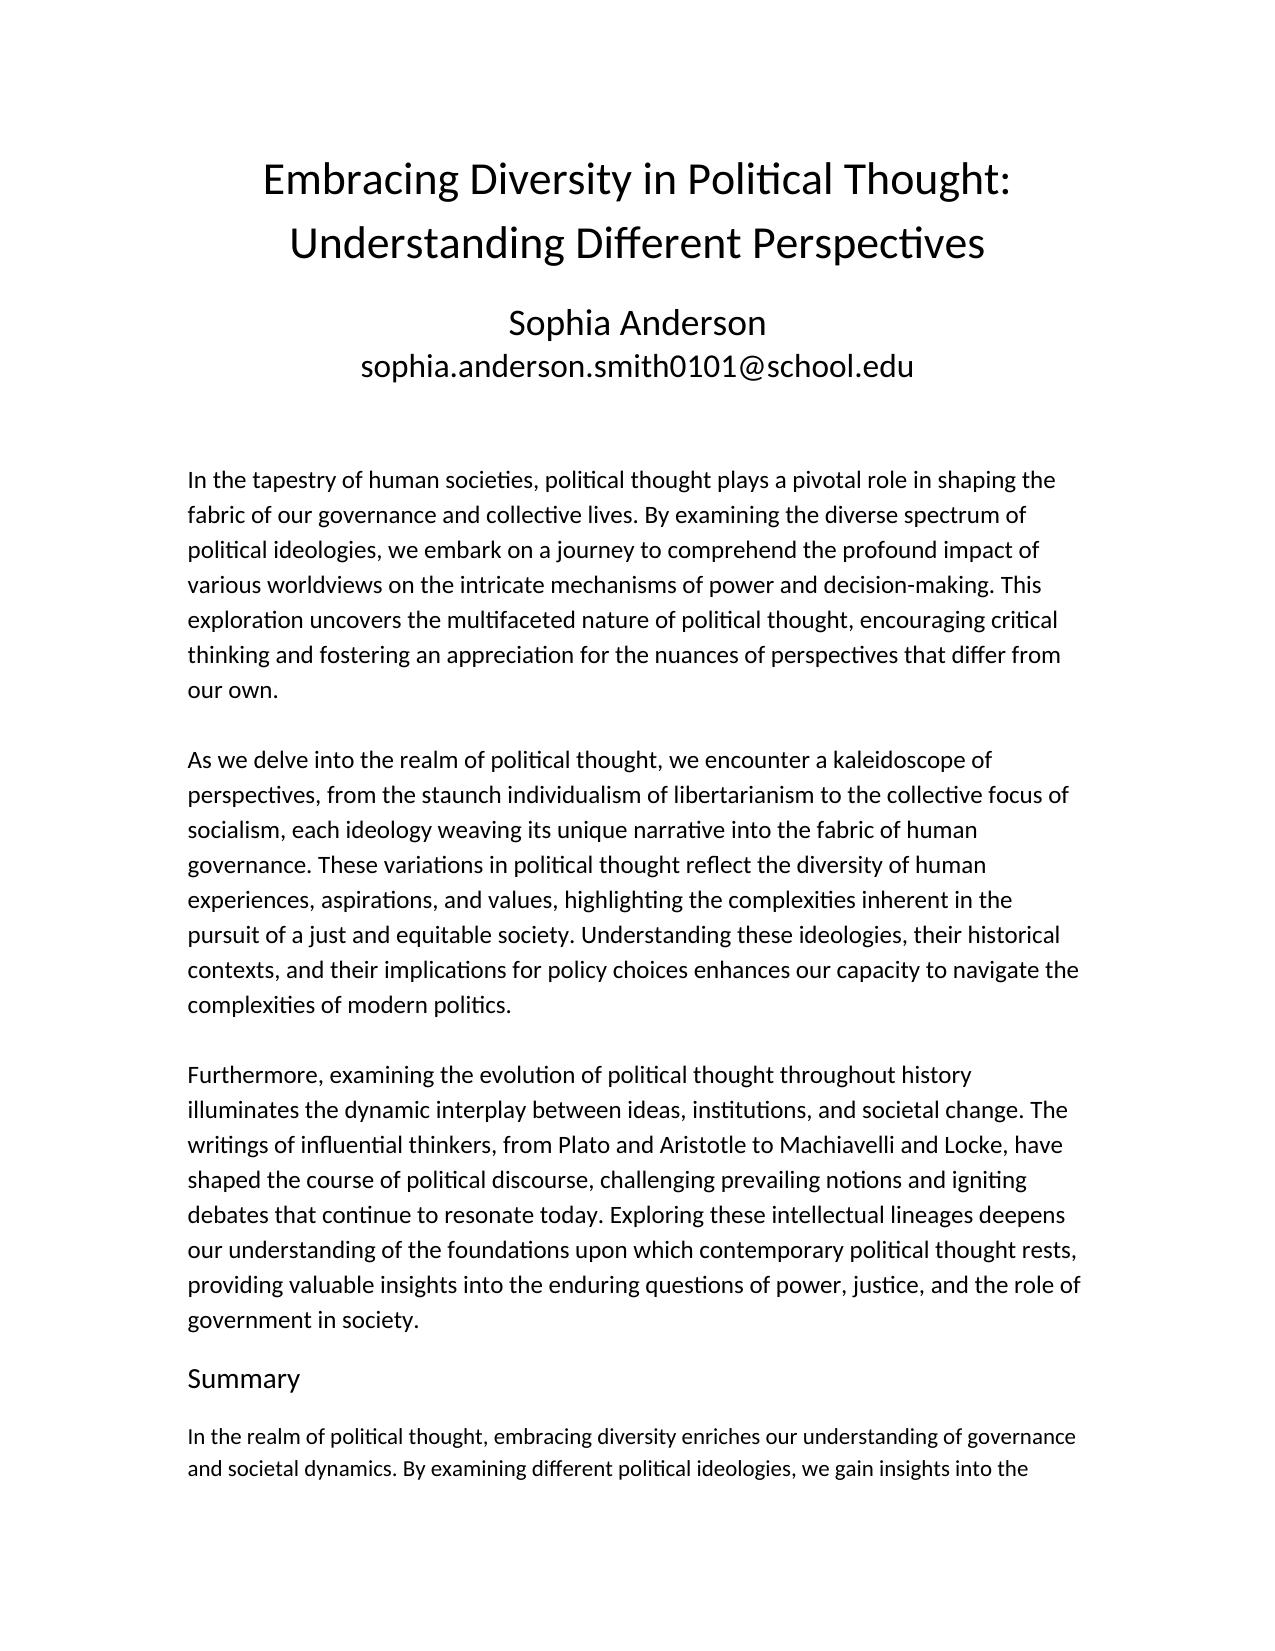 Embracing Diversity in Political Thought:
Understanding Different Perspectives
Sophia Anderson
sophia.anderson.smith0101@school.edu
In the tapestry of human societies, political thought plays a pivotal role in shaping the
fabric of our governance and collective lives. By examining the diverse spectrum of
political ideologies, we embark on a journey to comprehend the profound impact of
various worldviews on the intricate mechanisms of power and decision-making. This
exploration uncovers the multifaceted nature of political thought, encouraging critical
thinking and fostering an appreciation for the nuances of perspectives that differ from
our own.
As we delve into the realm of political thought, we encounter a kaleidoscope of
perspectives, from the staunch individualism of libertarianism to the collective focus of
socialism, each ideology weaving its unique narrative into the fabric of human
governance. These variations in political thought reflect the diversity of human
experiences, aspirations, and values, highlighting the complexities inherent in the
pursuit of a just and equitable society. Understanding these ideologies, their historical
contexts, and their implications for policy choices enhances our capacity to navigate the
complexities of modern politics.
Furthermore, examining the evolution of political thought throughout history
illuminates the dynamic interplay between ideas, institutions, and societal change. The
writings of influential thinkers, from Plato and Aristotle to Machiavelli and Locke, have
shaped the course of political discourse, challenging prevailing notions and igniting
debates that continue to resonate today. Exploring these intellectual lineages deepens
our understanding of the foundations upon which contemporary political thought rests,
providing valuable insights into the enduring questions of power, justice, and the role of
government in society.
Summary
In the realm of political thought, embracing diversity enriches our understanding of governance
and societal dynamics. By examining different political ideologies, we gain insights into the